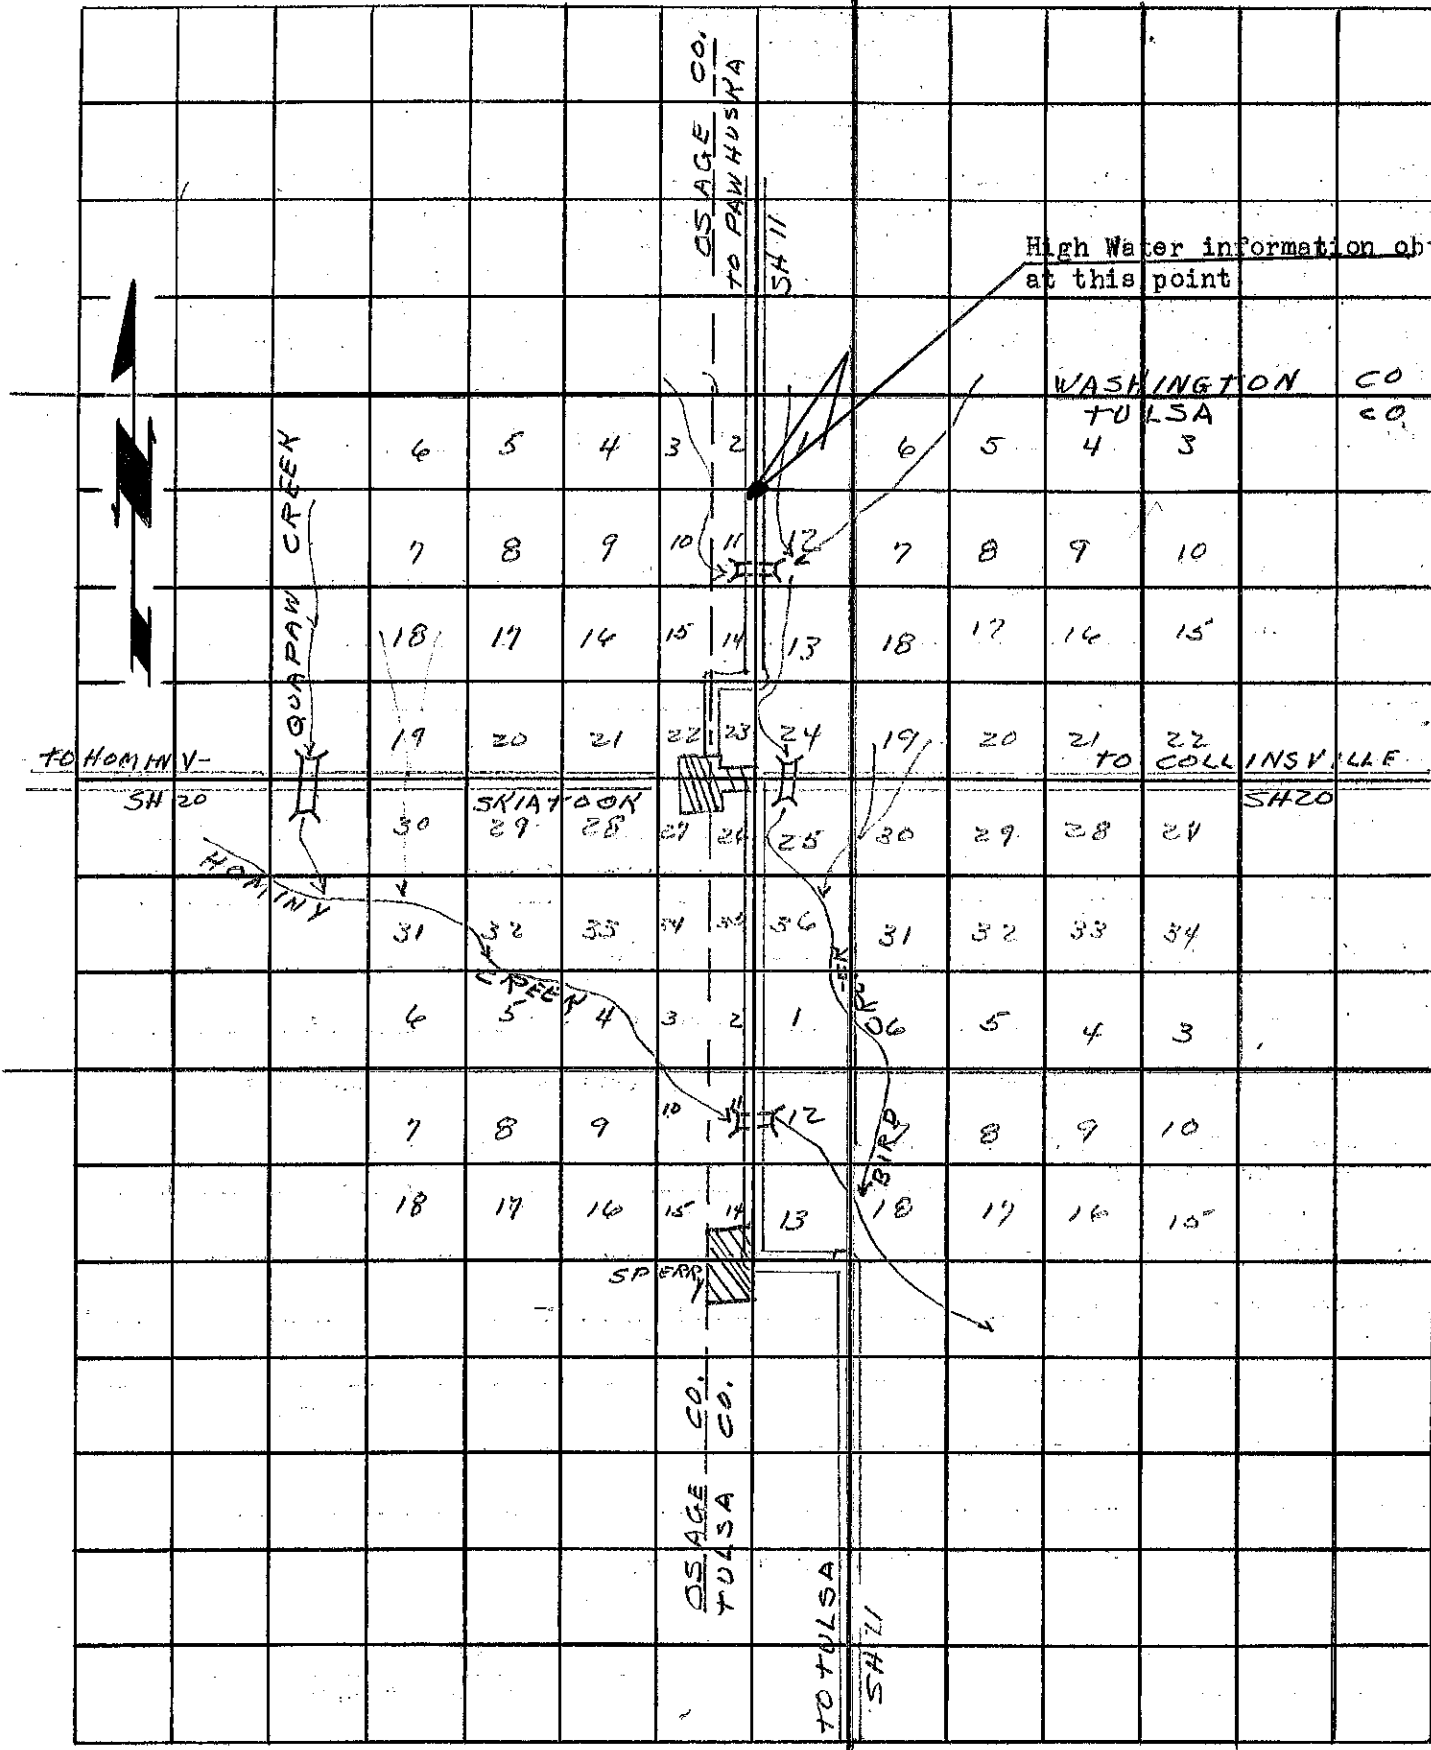 OSAGE CO.
TO PAWHUSKA
SH 11
High Water information ob
at this point
WASHINGTON CO
TULSA CO.
6 5 4 3 2 1 6 5 4 3
QUAPAW CREEK
7 8 9 10 11 12 7 8 9 10
18 17 16 15 14 13 18 17 16 15
19 20 21 22 23 24 19 20 21 22
TO HOMINY- TO COLLINSVILLE
SH 20 SKIATOOK SH20
30 29 28 27 26 25 30 29 28 27
HOMINY
31 32 33 34 35 36 31 32 33 34
CREEK
6 5 4 3 2 1 6 5 4 3
7 8 9 10 11 12 7 8 9 10
BIRD
18 17 16 15 14 13 18 17 16 15
SPERRY
OSAGE CO.
TULSA CO.
TO TULSA
SH 11